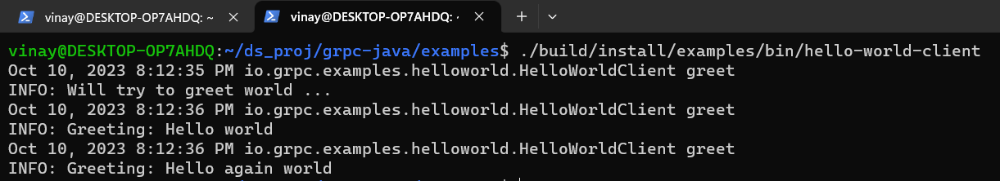 vinay@DESKTOP-OP7AHDQ: ~ vinay@DESKTOP-OP7AHDQ: ~
vinay@DESKTOP-OP7AHDQ:~/ds_proj/grpc-java/examples$ ./build/install/examples/bin/hello-world-client
Oct 10, 2023 8:12:35 PM io.grpc.examples.helloworld.HelloWorldClient greet
INFO: Will try to greet world ...
Oct 10, 2023 8:12:36 PM io.grpc.examples.helloworld.HelloWorldClient greet
INFO: Greeting: Hello world
Oct 10, 2023 8:12:36 PM io.grpc.examples.helloworld.HelloWorldClient greet
INFO: Greeting: Hello again world